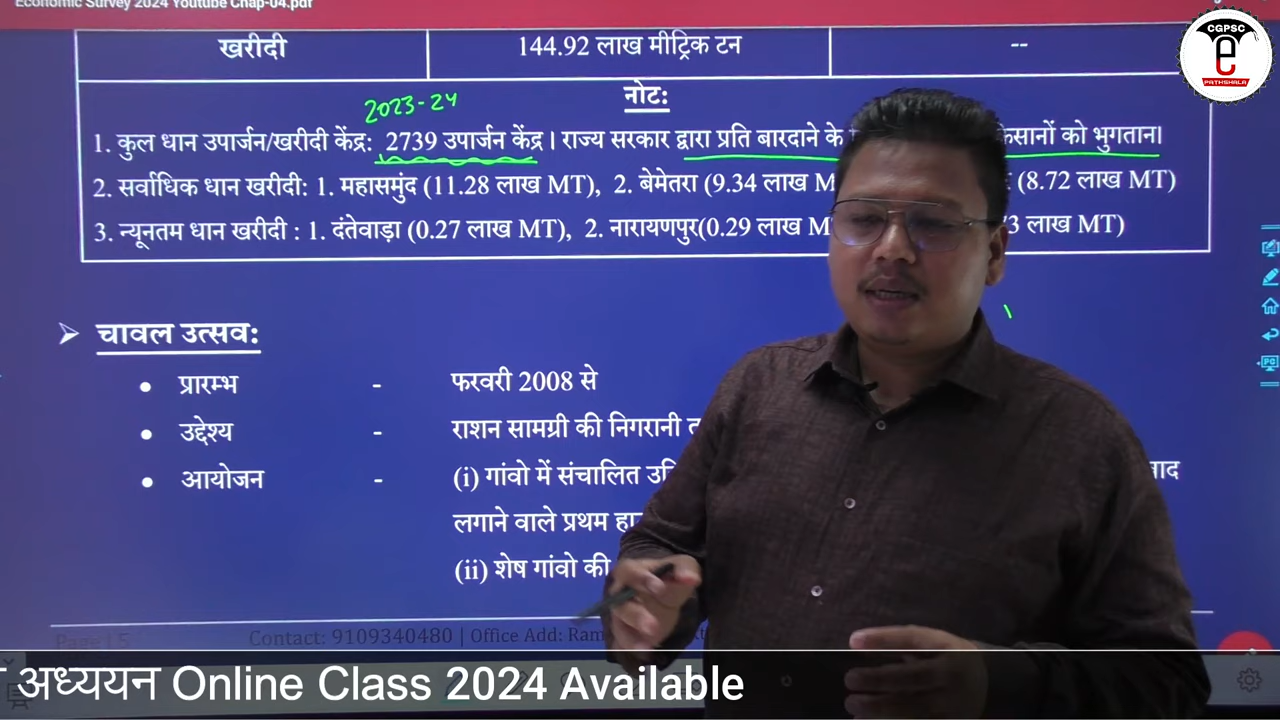 Economic Survey 2024 Youtube Chap-04.pdf
CGPSC
e
PATHSHALA
खरीदी 144.92 लाख मीट्रिक टन --
नोट:
2023-24
1. कुल धान उपार्जन/खरीदी केंद्र: 2739 उपार्जन केंद्र । राज्य सरकार द्वारा प्रति बारदाने के किसानों को भुगतान।
2. सर्वाधिक धान खरीदी: 1. महासमुंद (11.28 लाख MT), 2. बेमेतरा (9.34 लाख M (8.72 लाख MT)
3. न्यूनतम धान खरीदी : 1. दंतेवाड़ा (0.27 लाख MT), 2. नारायणपुर(0.29 लाख M 3 लाख MT)
➢ चावल उत्सव:
• प्रारम्भ - फरवरी 2008 से
• उद्देश्य - राशन सामग्री की निगरानी
• आयोजन - (i) गांवो में संचालित
लगाने वाले प्रथम
(ii) शेष गांवो की
Page | 5 Contact: 9109340480 | Office Add:
अध्ययन Online Class 2024 Available